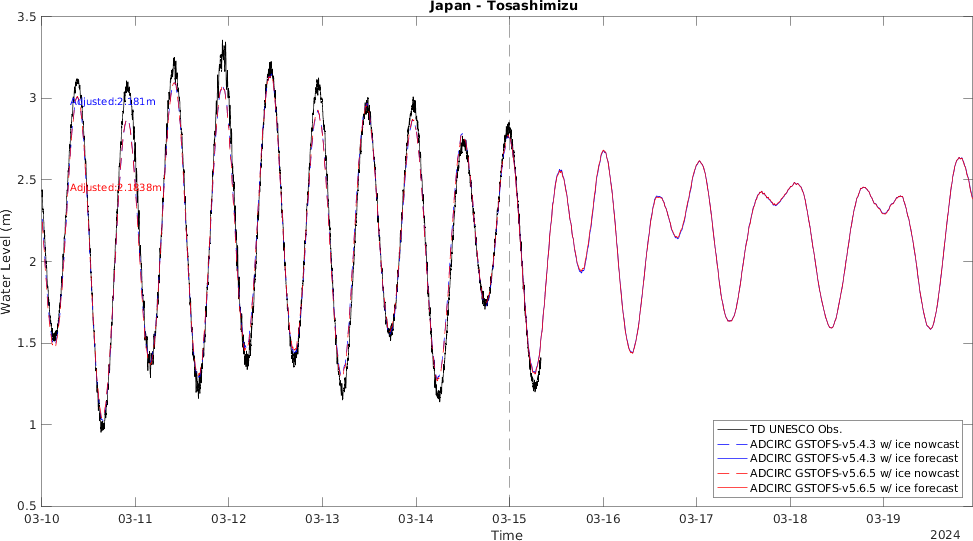 Japan - Tosashimizu
3.5
3
2.5
2
1.5
1
0.5
Water Level (m)
Adjusted:2.181m
Adjusted:2.1838m
TD UNESCO Obs.
ADCIRC GSTOFS-v5.4.3 w/ ice nowcast
ADCIRC GSTOFS-v5.4.3 w/ ice forecast
ADCIRC GSTOFS-v5.6.5 w/ ice nowcast
ADCIRC GSTOFS-v5.6.5 w/ ice forecast
03-10 03-11 03-12 03-13 03-14 03-15 03-16 03-17 03-18 03-19
Time
2024